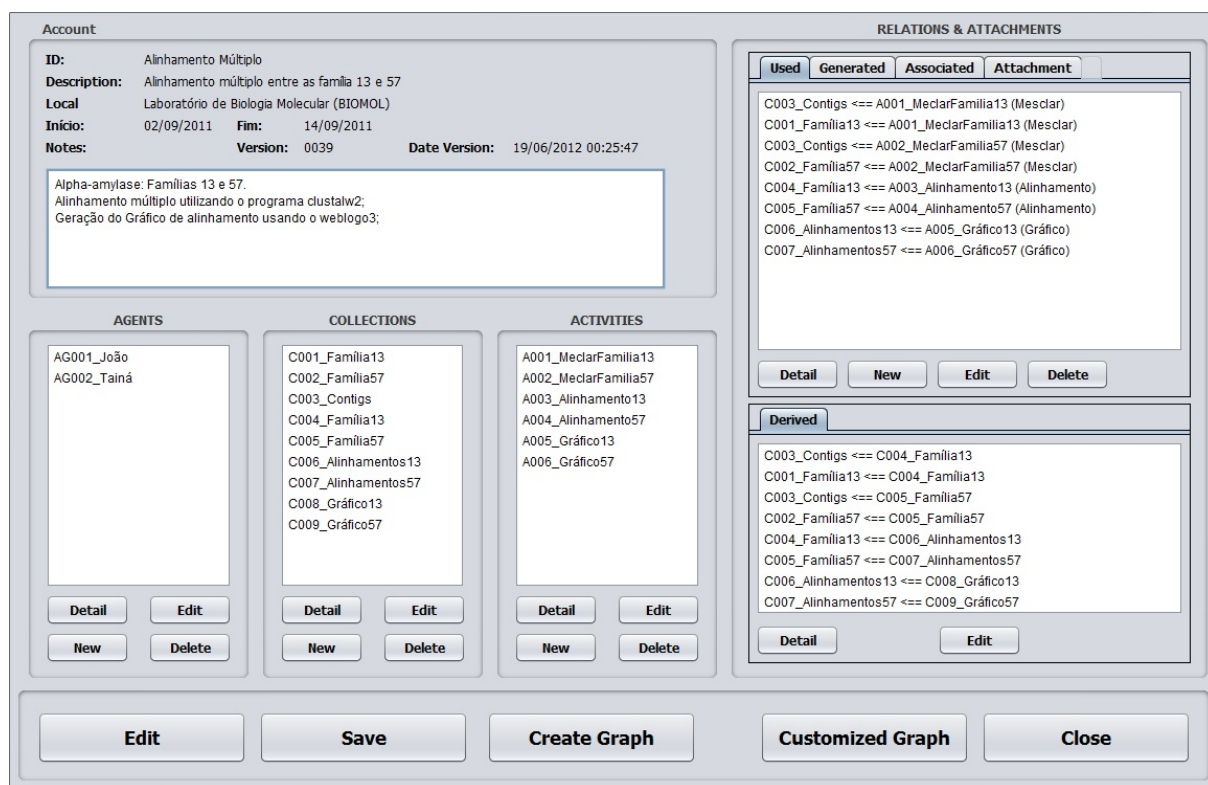 Account
ID: Alinhamento Múltiplo
Description: Alinhamento múltiplo entre as família 13 e 57
Local Laboratório de Biologia Molecular (BIOMOL)
Início: 02/09/2011 Fim: 14/09/2011
Notes: Version: 0039 Date Version: 19/06/2012 00:25:47
Alpha-amylase: Famílias 13 e 57.
Alinhamento múltiplo utilizando o programa clustalw2;
Geração do Gráfico de alinhamento usando o weblogo3;
AGENTS
AG001_João
AG002_Tainá
Detail Edit
New Delete
COLLECTIONS
C001_Família13
C002_Família57
C003_Contigs
C004_Família13
C005_Família57
C006_Alinhamentos13
C007_Alinhamentos57
C008_Gráfico13
C009_Gráfico57
Detail Edit
New Delete
ACTIVITIES
A001_MeclarFamilia13
A002_MeclarFamilia57
A003_Alinhamento13
A004_Alinhamento57
A005_Gráfico13
A006_Gráfico57
Detail Edit
New Delete
RELATIONS & ATTACHMENTS
Used Generated Associated Attachment
C003_Contigs <== A001_MeclarFamilia13 (Mesclar)
C001_Família13 <== A001_MeclarFamilia13 (Mesclar)
C003_Contigs <== A002_MeclarFamilia57 (Mesclar)
C002_Família57 <== A002_MeclarFamilia57 (Mesclar)
C004_Família13 <== A003_Alinhamento13 (Alinhamento)
C005_Família57 <== A004_Alinhamento57 (Alinhamento)
C006_Alinhamentos13 <== A005_Gráfico13 (Gráfico)
C007_Alinhamentos57 <== A006_Gráfico57 (Gráfico)
Detail New Edit Delete
Derived
C003_Contigs <== C004_Família13
C001_Família13 <== C004_Família13
C003_Contigs <== C005_Família57
C002_Família57 <== C005_Família57
C004_Família13 <== C006_Alinhamentos13
C005_Família57 <== C007_Alinhamentos57
C006_Alinhamentos13 <== C008_Gráfico13
C007_Alinhamentos57 <== C009_Gráfico57
Detail Edit
Edit Save Create Graph Customized Graph Close